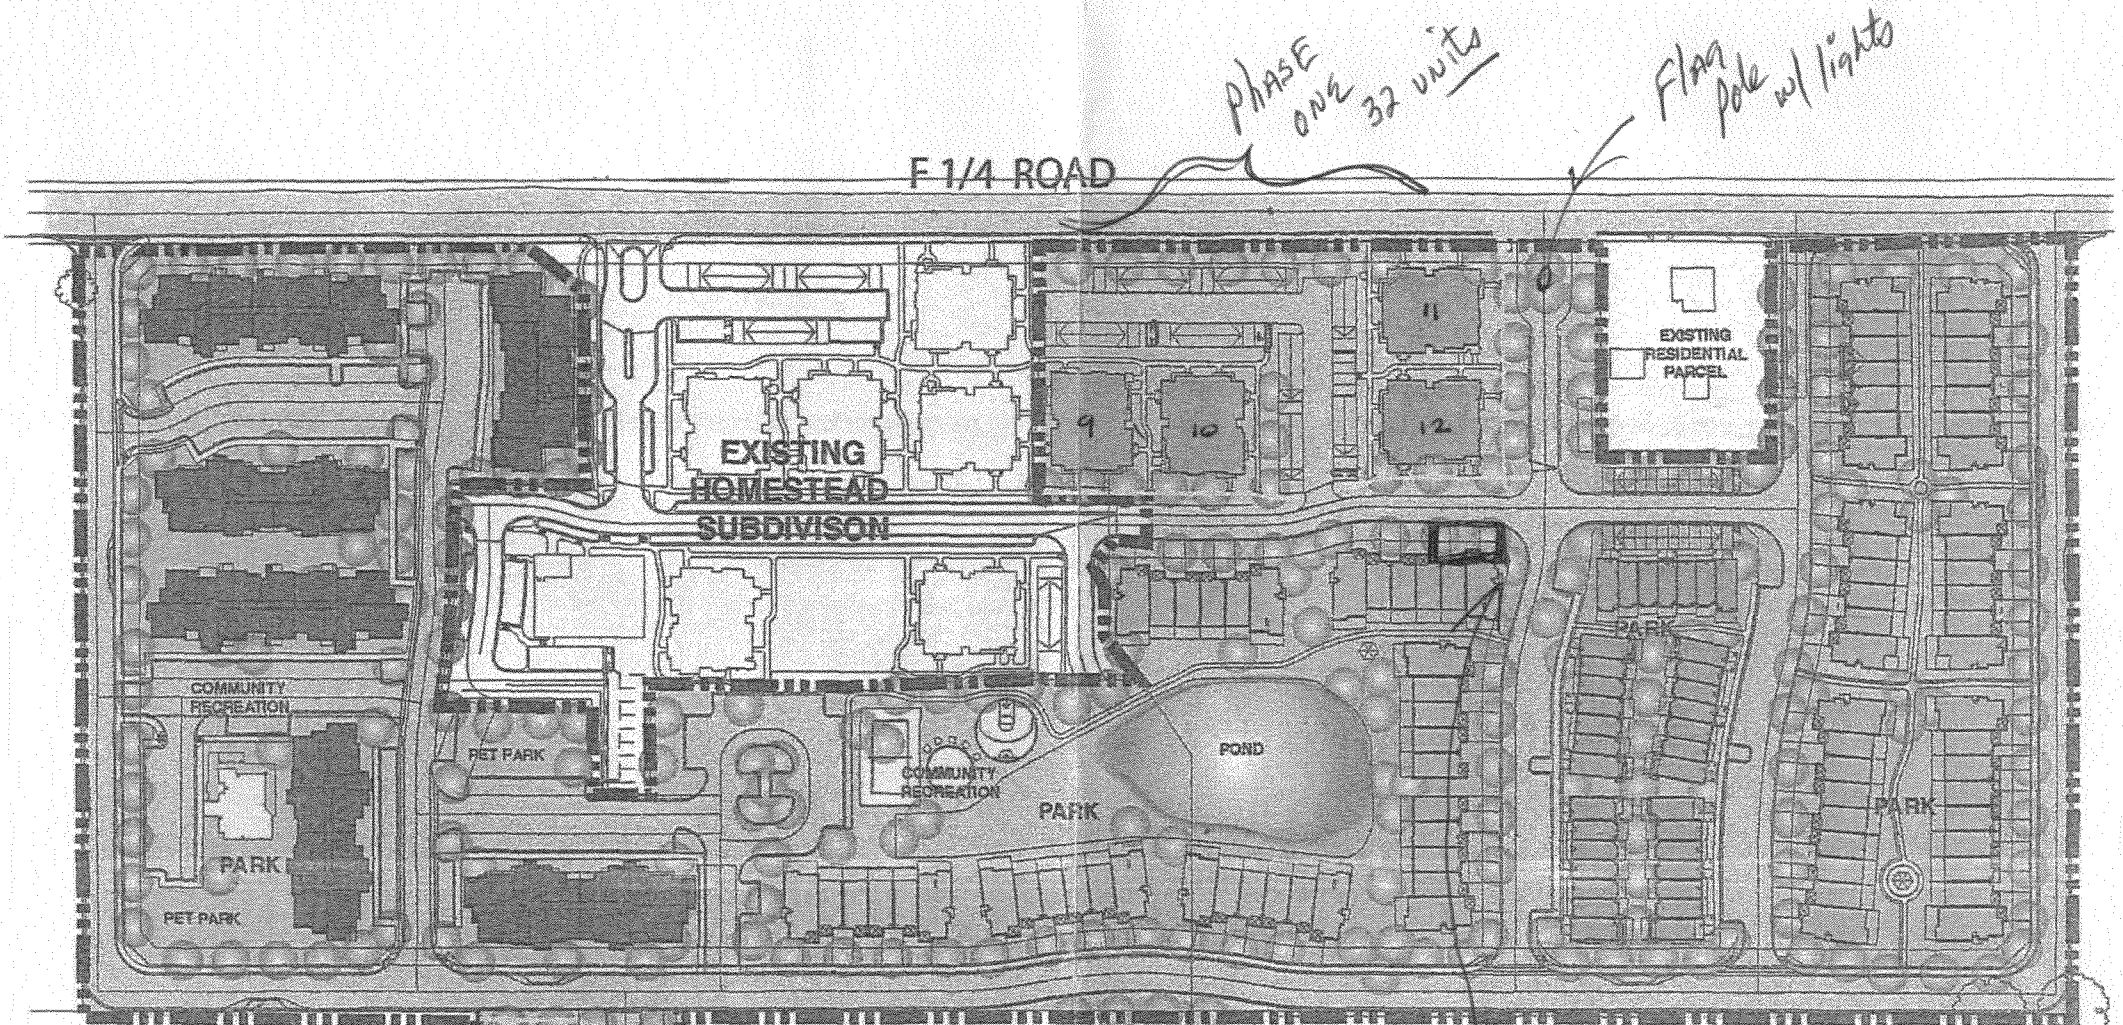 phASE
ONE
32 UNITS
Flag
pole
w/ lights
F 1/4 ROAD
11
EXISTING
RESIDENTIAL
PARCEL
9
10
12
EXISTING
HOMESTEAD
SUBDIVISON
PARK
COMMUNITY
RECREATION
PET PARK
POND
COMMUNITY
RECREATION
PARK
PARK
PARK
PET PARK